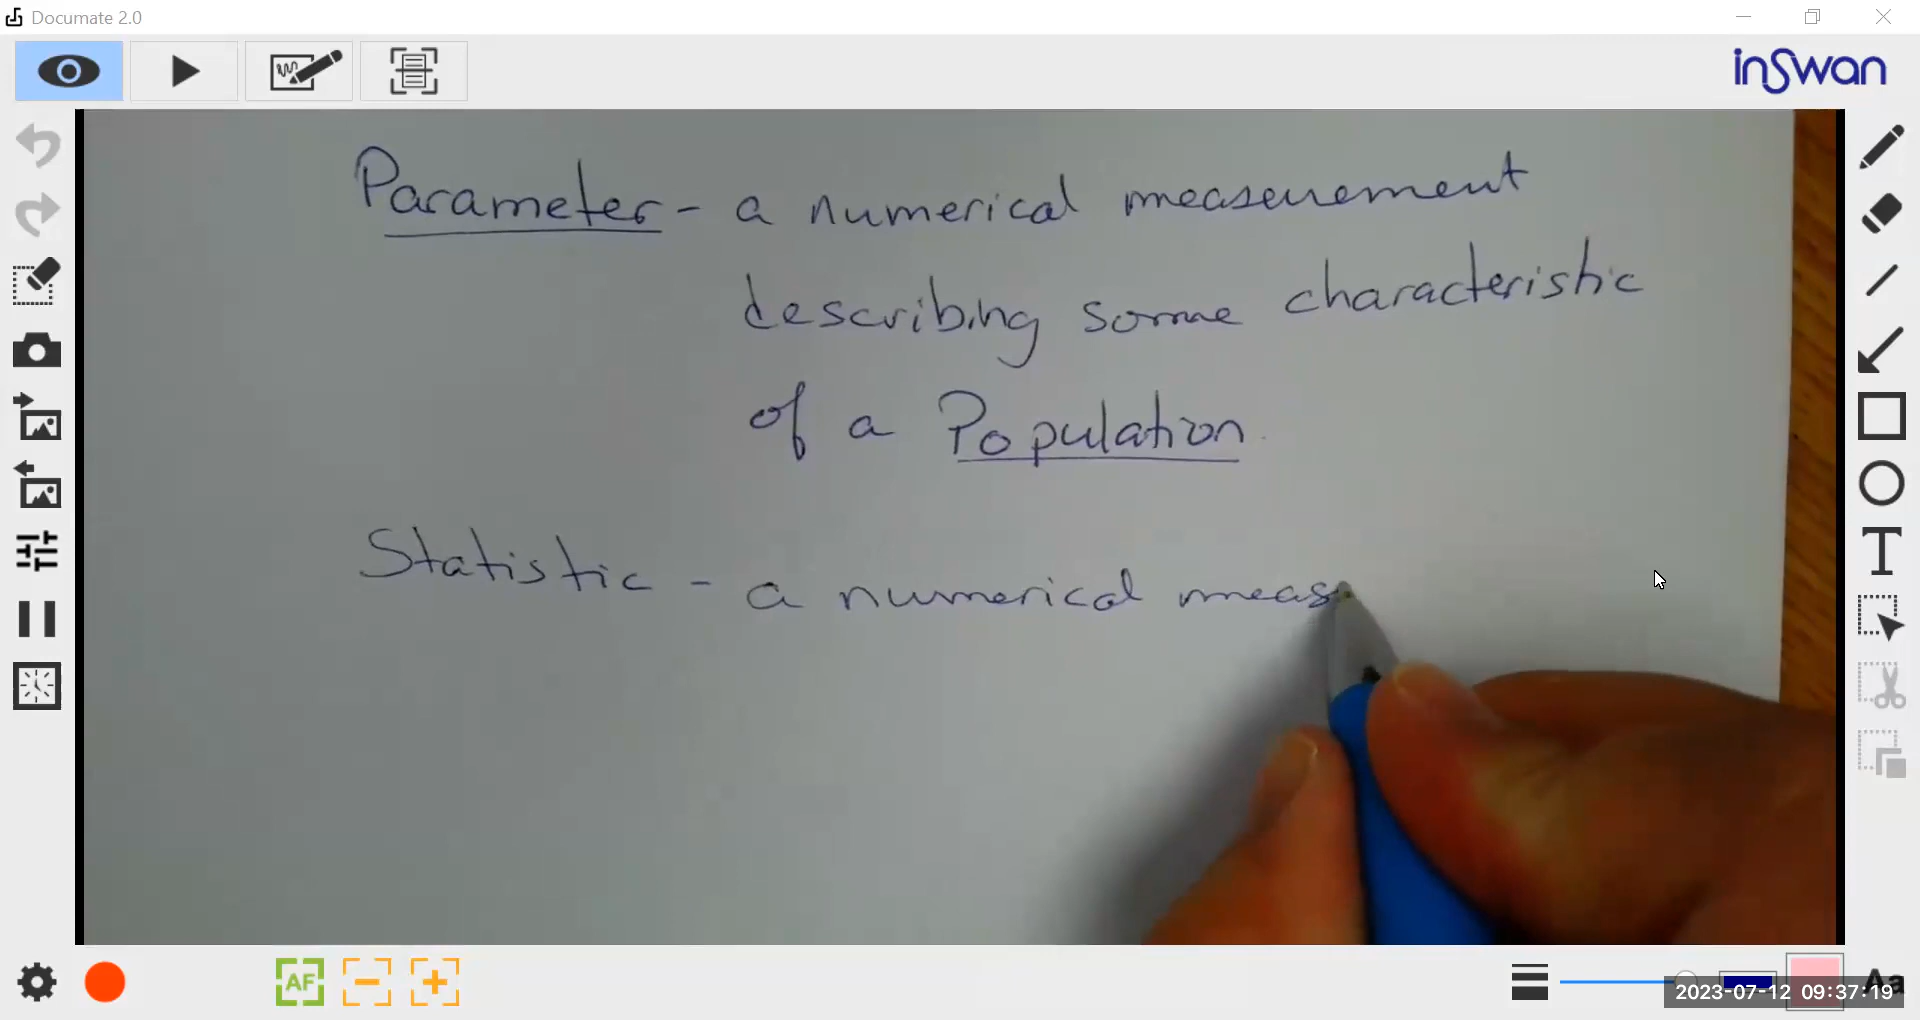 Documate 2.0
inswan
Parameter - a numerical measurement
describing some characteristic
of a Population
Statistic - a numerical meas
T
AF
Aa
2023-07-12 09:37:19